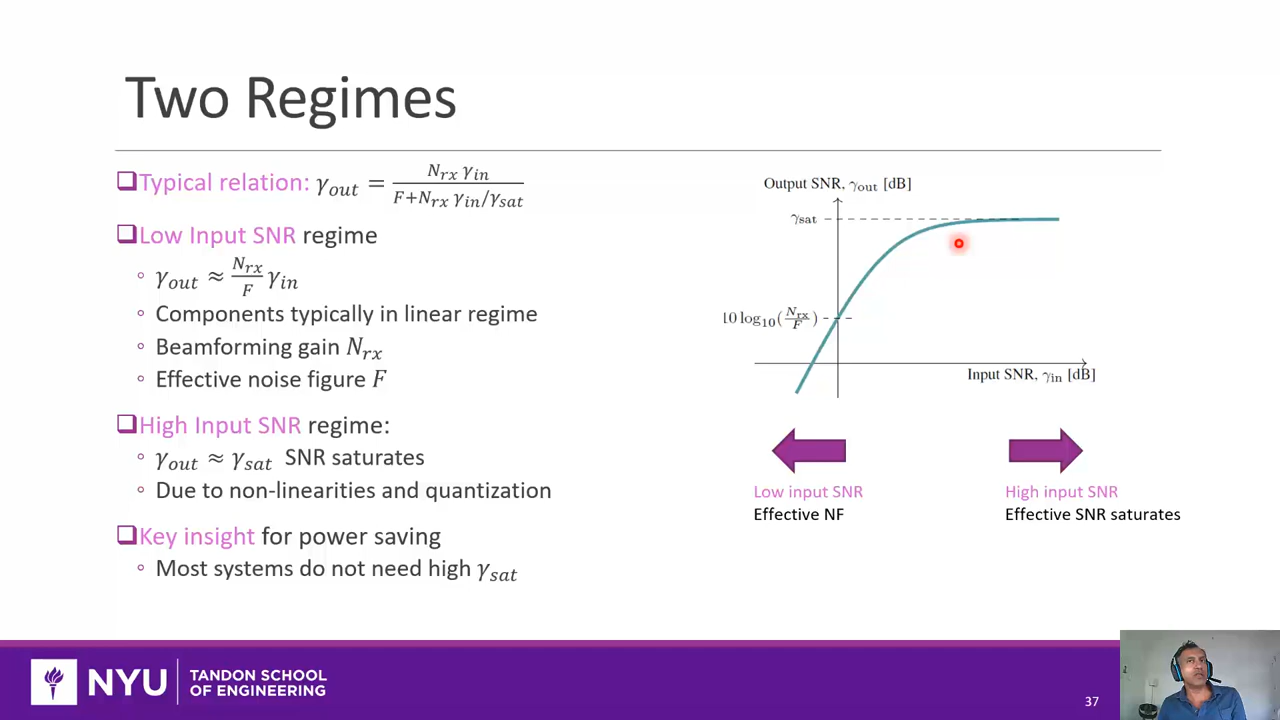 Two Regimes
❑Typical relation: γ_out = N_rx γ_in / (F+N_rx γ_in/γ_sat)
❑Low Input SNR regime
◦ γ_out ≈ N_rx/F γ_in
◦ Components typically in linear regime
◦ Beamforming gain N_rx
◦ Effective noise figure F
❑High Input SNR regime:
◦ γ_out ≈ γ_sat SNR saturates
◦ Due to non-linearities and quantization
❑Key insight for power saving
◦ Most systems do not need high γ_sat
Output SNR, γ_out [dB]
γ_sat
10 log_10(N_rx/F)
Input SNR, γ_in [dB]
Low input SNR
Effective NF
High input SNR
Effective SNR saturates
NYU
TANDON SCHOOL
OF ENGINEERING
37